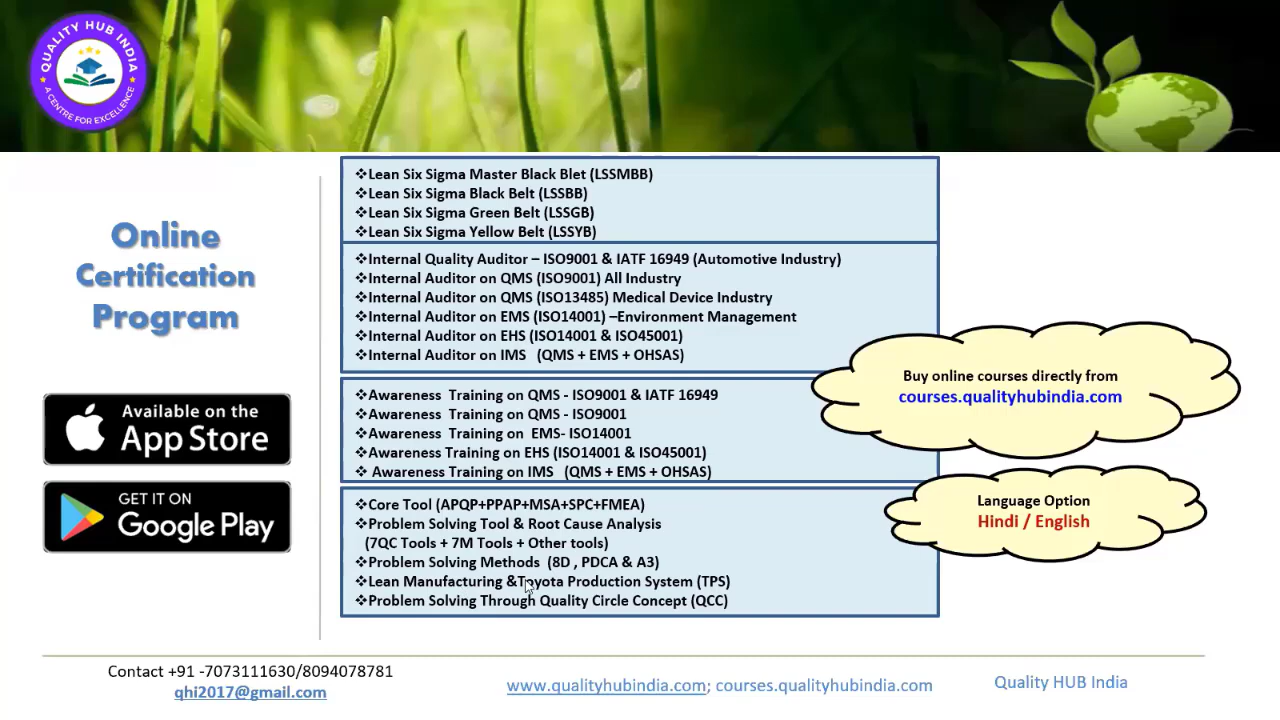 QUALITY HUB INDIA
A CENTRE FOR EXCELLENCE
Online
Certification
Program
Available on the
App Store
GET IT ON
Google Play
❖Lean Six Sigma Master Black Blet (LSSMBB)
❖Lean Six Sigma Black Belt (LSSBB)
❖Lean Six Sigma Green Belt (LSSGB)
❖Lean Six Sigma Yellow Belt (LSSYB)
❖Internal Quality Auditor – ISO9001 & IATF 16949 (Automotive Industry)
❖Internal Auditor on QMS (ISO9001) All Industry
❖Internal Auditor on QMS (ISO13485) Medical Device Industry
❖Internal Auditor on EMS (ISO14001) –Environment Management
❖Internal Auditor on EHS (ISO14001 & ISO45001)
❖Internal Auditor on IMS (QMS + EMS + OHSAS)
❖Awareness Training on QMS - ISO9001 & IATF 16949
❖Awareness Training on QMS - ISO9001
❖Awareness Training on EMS- ISO14001
❖Awareness Training on EHS (ISO14001 & ISO45001)
❖ Awareness Training on IMS (QMS + EMS + OHSAS)
❖Core Tool (APQP+PPAP+MSA+SPC+FMEA)
❖Problem Solving Tool & Root Cause Analysis
(7QC Tools + 7M Tools + Other tools)
❖Problem Solving Methods (8D , PDCA & A3)
❖Lean Manufacturing &Toyota Production System (TPS)
❖Problem Solving Through Quality Circle Concept (QCC)
Buy online courses directly from
courses.qualityhubindia.com
Language Option
Hindi / English
Contact +91 -7073111630/8094078781
qhi2017@gmail.com
www.qualityhubindia.com; courses.qualityhubindia.com
Quality HUB India